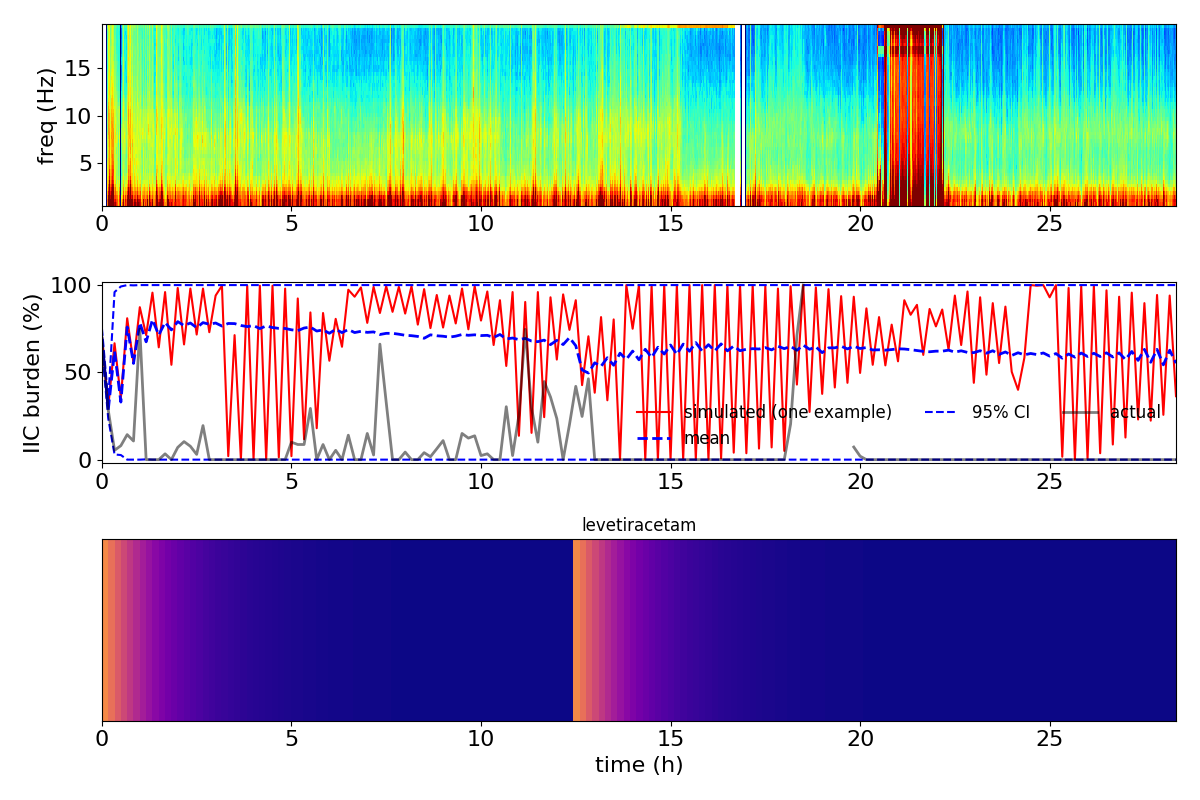 freq (Hz)
15
10
5
0 5 10 15 20 25
IIC burden (%)
100
50
0
simulated (one example) 95% CI actual
mean
0 5 10 15 20 25
levetiracetam
0 5 10 15 20 25
time (h)